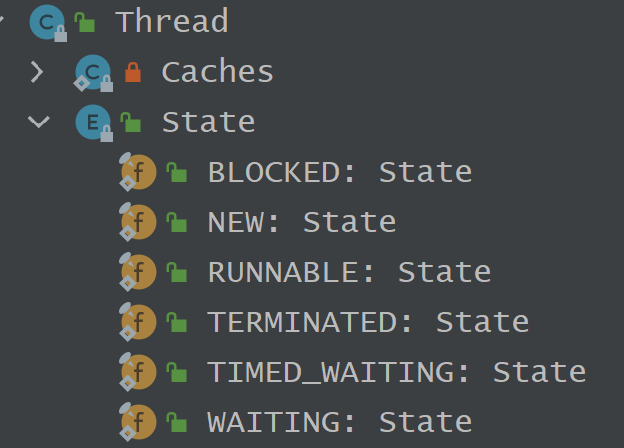 C Thread
C Caches
E State
f BLOCKED: State
f NEW: State
f RUNNABLE: State
f TERMINATED: State
f TIMED_WAITING: State
f WAITING: State